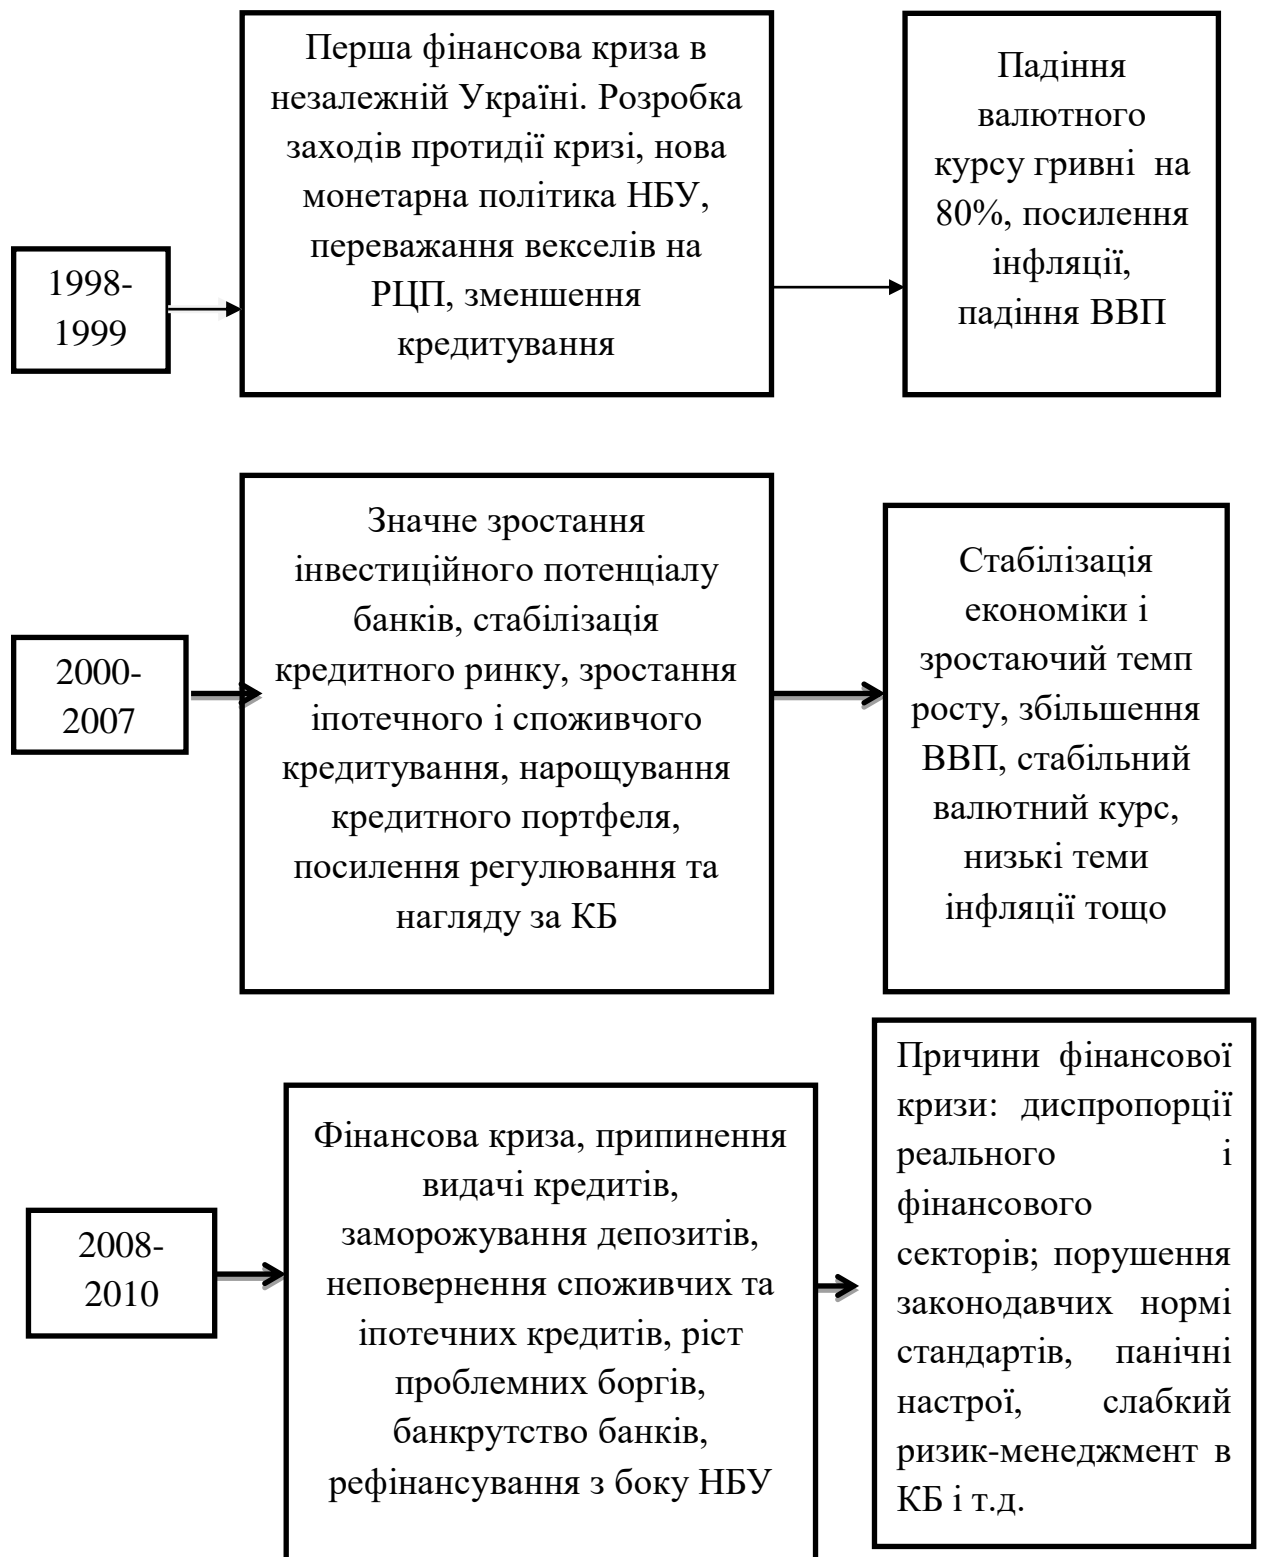 1998-
1999
Перша фінансова криза в
незалежній Україні. Розробка
заходів протидії кризі, нова
монетарна політика НБУ,
переважання векселів на
РЦП, зменшення
кредитування
Падіння
валютного
курсу гривні на
80%, посилення
інфляції,
падіння ВВП
2000-
2007
Значне зростання
інвестиційного потенціалу
банків, стабілізація
кредитного ринку, зростання
іпотечного і споживчого
кредитування, нарощування
кредитного портфеля,
посилення регулювання та
нагляду за КБ
Стабілізація
економіки і
зростаючий темп
росту, збільшення
ВВП, стабільний
валютний курс,
низькі теми
інфляції тощо
2008-
2010
Фінансова криза, припинення
видачі кредитів,
заморожування депозитів,
неповернення споживчих та
іпотечних кредитів, ріст
проблемних боргів,
банкрутство банків,
рефінансування з боку НБУ
Причини фінансової
кризи: диспропорції
реального і
фінансового
секторів; порушення
законодавчих нормі
стандартів, панічні
настрої, слабкий
ризик-менеджмент в
КБ і т.д.